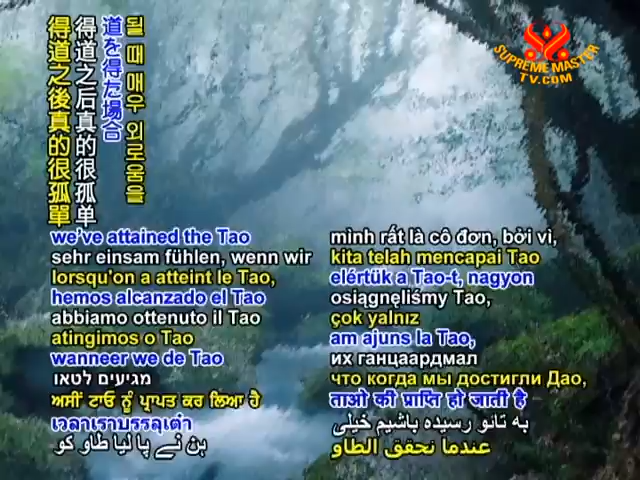 得道之後真的很孤單
得道之后真的很孤单
道を得た場合
될 때 매우 외로움을
SUPREME MASTER
TV.COM
we've attained the Tao
sehr einsam fühlen, wenn wir
lorsqu'on a atteint le Tao,
hemos alcanzado el Tao
abbiamo ottenuto il Tao
atingimos o Tao
wanneer we de Tao
מגיעים לטאו
ਅਸੀਂ ਟਾਓ ਨੂੰ ਪ੍ਰਾਪਤ ਕਰ ਲਿਆ ਹੈ
เวลาเราบรรลุเต๋า
ہن نے پا لیا طاو کو
mình rất là cô đơn, bởi vì,
kita telah mencapai Tao
elértük a Tao-t, nagyon
osiągnęliśmy Tao,
çok yalnız
am ajuns la Tao,
их ганцаардмал
что когда мы достигли Дао,
ताओ की प्राप्ति हो जाती है
به تائو رسیده باشیم خیلی
عندما نحقق الطاو